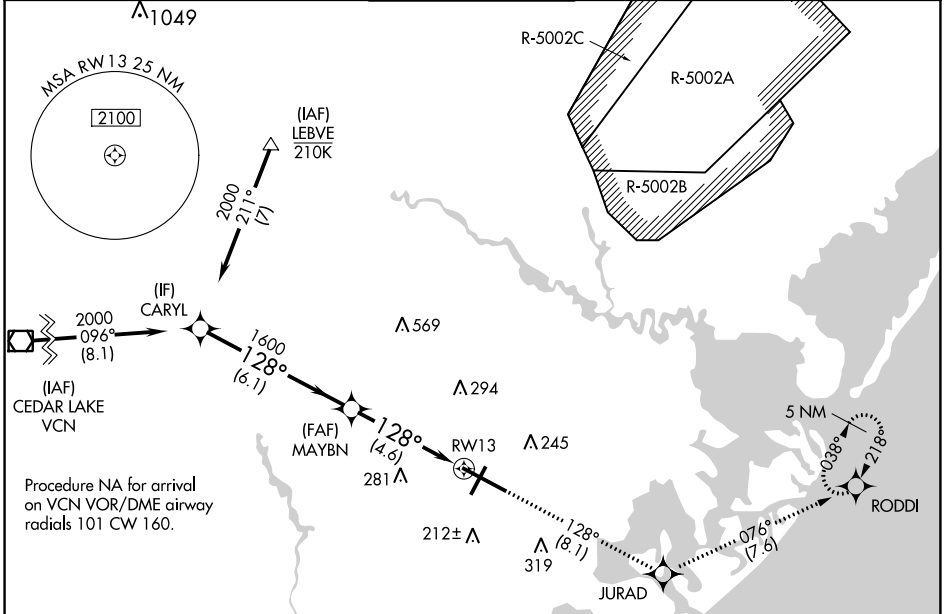 1049
MSA RW13 25 NM
2100
(IAF)
LEBVE
210K
2000
211°
(7)
R-5002C
R-5002A
R-5002B
(IF)
CARYL
2000
096°
(8.1)
(IAF)
CEDAR LAKE
VCN
1600
128°
(6.1)
569
294
(FAF)
MAYBN
128°
(4.6)
RW13
245
281
212±
319
128°
(8.1)
JURAD
076°
(7.6)
5 NM
038°
218°
RODDI
Procedure NA for arrival
on VCN VOR/DME airway
radials 101 CW 160.